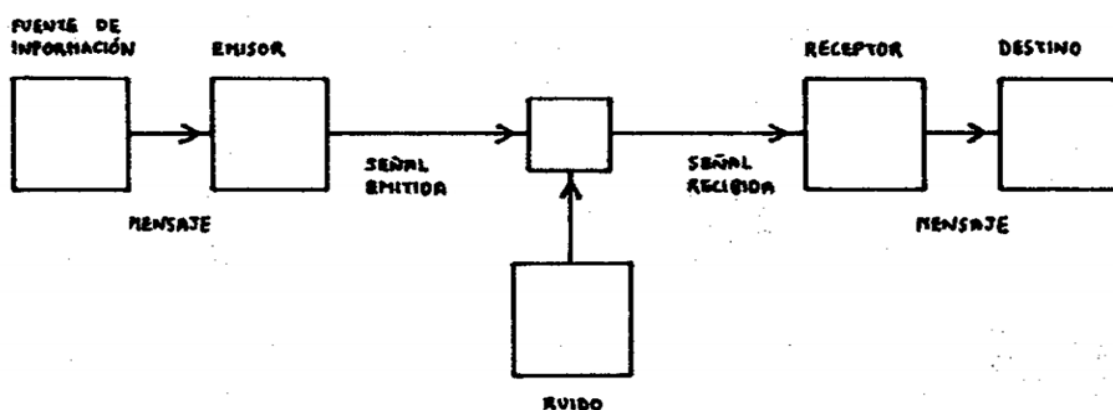 FUENTE DE
INFORMACIÓN
EMISOR
RECEPTOR
DESTINO
SEÑAL
EMITIDA
SEÑAL
RECIBIDA
MENSAJE
MENSAJE
RUIDO